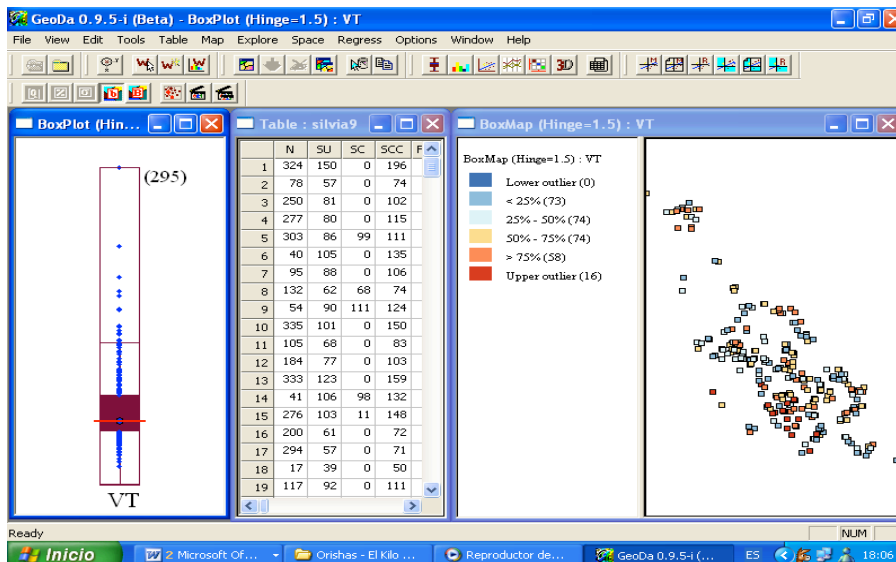 GeoDa 0.9.5-i (Beta) - BoxPlot (Hinge=1.5) : VT
File View Edit Tools Table Map Explore Space Regress Options Window Help
3D
BoxPlot (Hin...
(295)
VT
Table : silvia9
N SU SC SCC F
1 324 150 0 196
2 78 57 0 74
3 250 81 0 102
4 277 80 0 115
5 303 86 99 111
6 40 105 0 135
7 95 88 0 106
8 132 62 68 74
9 54 90 111 124
10 335 101 0 150
11 105 68 0 83
12 184 77 0 103
13 333 123 0 159
14 41 106 98 132
15 276 103 11 148
16 200 61 0 72
17 294 57 0 71
18 17 39 0 50
19 117 92 0 111
BoxMap (Hinge=1.5) : VT
BoxMap (Hinge=1.5) : VT
Lower outlier (0)
< 25% (73)
25% - 50% (74)
50% - 75% (74)
> 75% (58)
Upper outlier (16)
Ready NUM
Inicio 2 Microsoft Of... Orishas - El Kilo ... Reproductor de... GeoDa 0.9.5-i (... ES 18:06